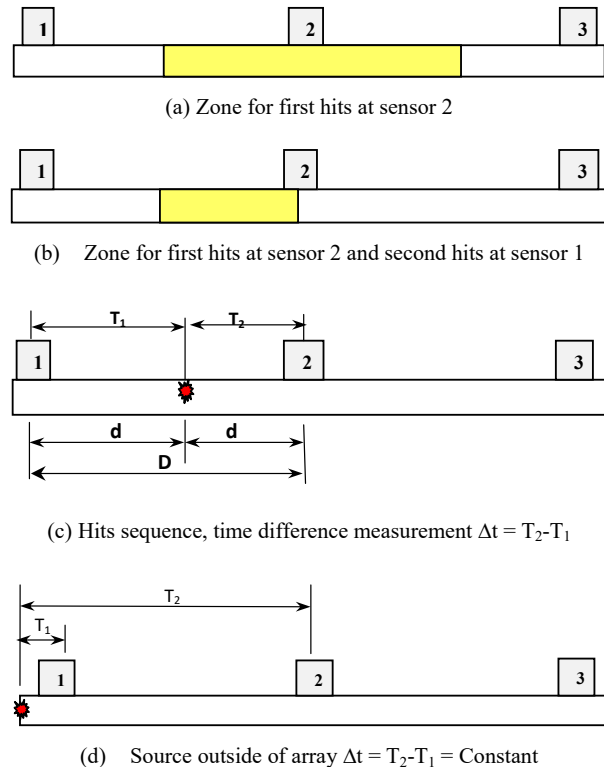 1 2 3
(a) Zone for first hits at sensor 2
1 2 3
(b) Zone for first hits at sensor 2 and second hits at sensor 1
T₁ T₂
1 2 3
d d
D
(c) Hits sequence, time difference measurement Δt = T₂-T₁
T₂
T₁
1 2 3
(d) Source outside of array Δt = T₂-T₁ = Constant